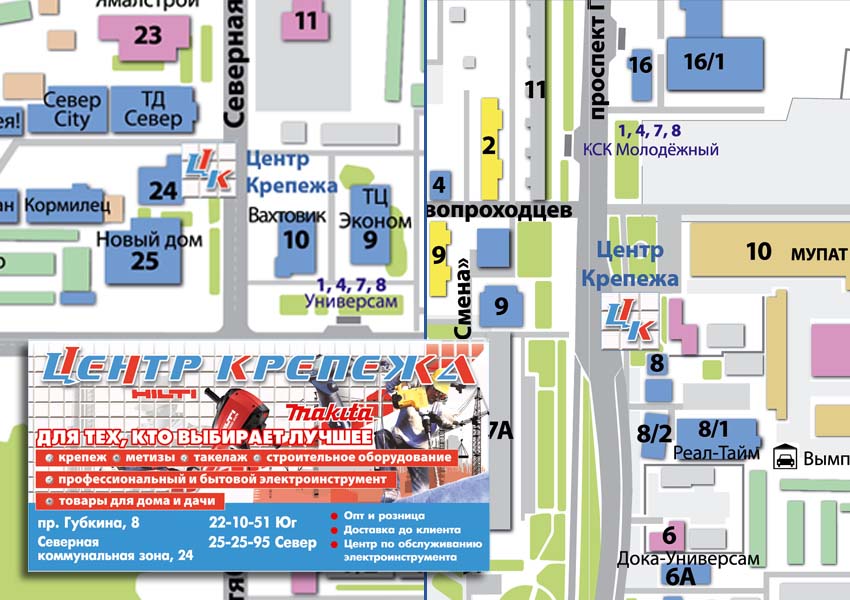 Ямалстрой
23
11
Северная
Север
City
ТД
Север
ея!
24
ЦК
Центр
Крепежа
Кормилец
Новый дом
25
Вахтовик
10
ТЦ
Эконом
9
1, 4, 7, 8
Универсам
проспект Г
11
16
16/1
2
4
1, 4, 7, 8
КСК Молодёжный
вопроходцев
9
Смена»
9
Центр
Крепежа
ЦК
10
МУПАТ
8
8/2
8/1
Реал-Тайм
Вымп
7А
6
Дока-Универсам
6А
ЦЕНТР КРЕПЕЖА
HILTI
makita
ДЛЯ ТЕХ, КТО ВЫБИРАЕТ ЛУЧШЕЕ
крепеж метизы такелаж строительное оборудование
профессиональный и бытовой электроинструмент
товары для дома и дачи
пр. Губкина, 8
Северная
коммунальная зона, 24
22-10-51 Юг
25-25-95 Север
Опт и розница
Доставка до клиента
Центр по обслуживанию
электроинструмента